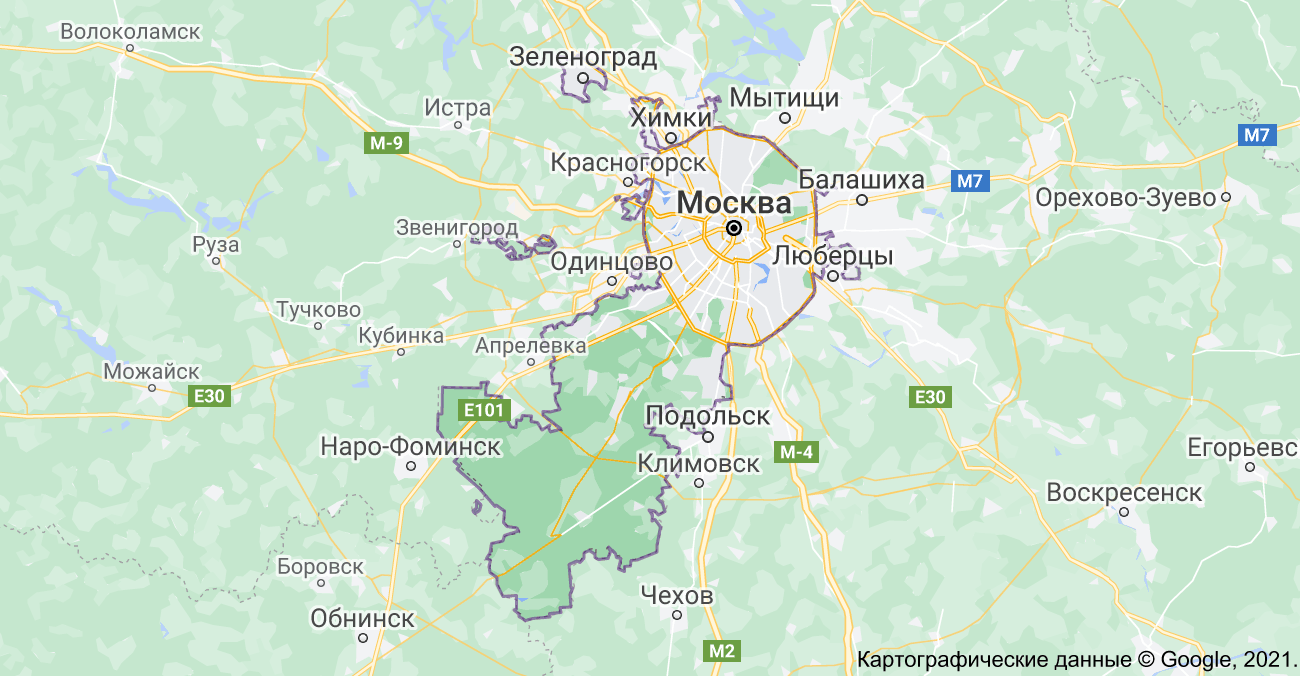 Волоколамск
Зеленоград
Мытищи
Истра
Химки
М-9
M7
Красногорск
Балашиха
M7
Москва
Орехово-Зуево
Звенигород
Руза
Одинцово
Люберцы
Тучково
Кубинка
Апрелевка
Можайск
E30
E30
E101
Подольск
Наро-Фоминск
М-4
Егорьевс
Климовск
Воскресенск
Боровск
Чехов
Обнинск
M2
Картографические данные © Google, 2021.